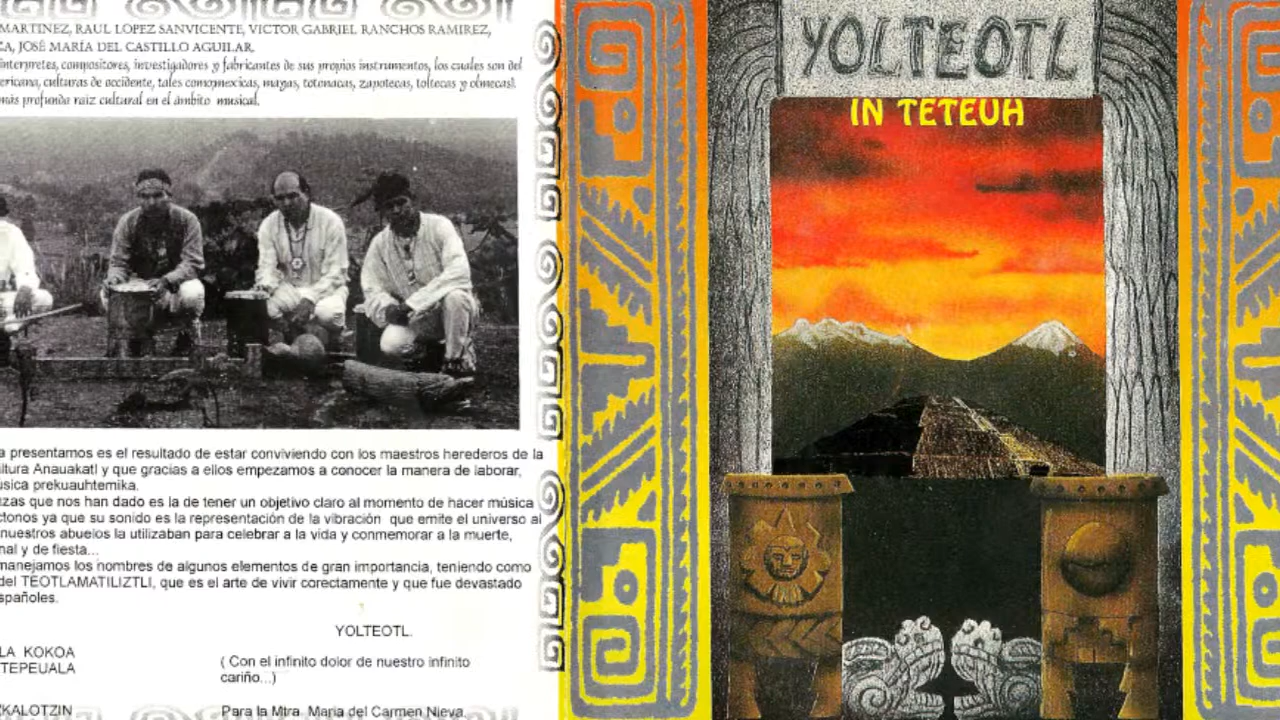 MARTINEZ, RAUL LOPEZ SANVICENTE, VICTOR GABRIEL RANCHOS RAMIREZ,
ZA, JOSÉ MARÍA DEL CASTILLO AGUILAR,
interpretes, compositores, investigadores y fabricantes de sus propios instrumentos, los cuales son del
ericana, culturas de occidente, tales comomexicas, mayas, totonacas, zapotecas, toltecas y olmecas!.
más profunda raiz cultural en el ámbito musical.
a presentamos es el resultado de estar conviviendo con los maestros herederos de la
ltura Anauakatl y que gracias a ellos empezamos a conocer la manera de laborar,
úsica prekuauhtemika.
zas que nos han dado es la de tener un objetivo claro al momento de hacer música
ctonos ya que su sonido es la representación de la vibración que emite el universo al
nuestros abuelos la utilizaban para celebrar a la vida y conmemorar a la muerte,
nal y de fiesta...
manejamos los nombres de algunos elementos de gran importancia, teniendo como
del TEOTLAMATILIZTLI, que es el arte de vivir corectamente y que fue devastado
spañoles.
YOLTEOTL.
LA KOKOA
TEPEUALA
( Con el infinito dolor de nuestro infinito
cariño...)
ZKALOTZIN
Para la Mtra. Maria del Carmen Nieva.
YOLTEOTL
IN TETEUH